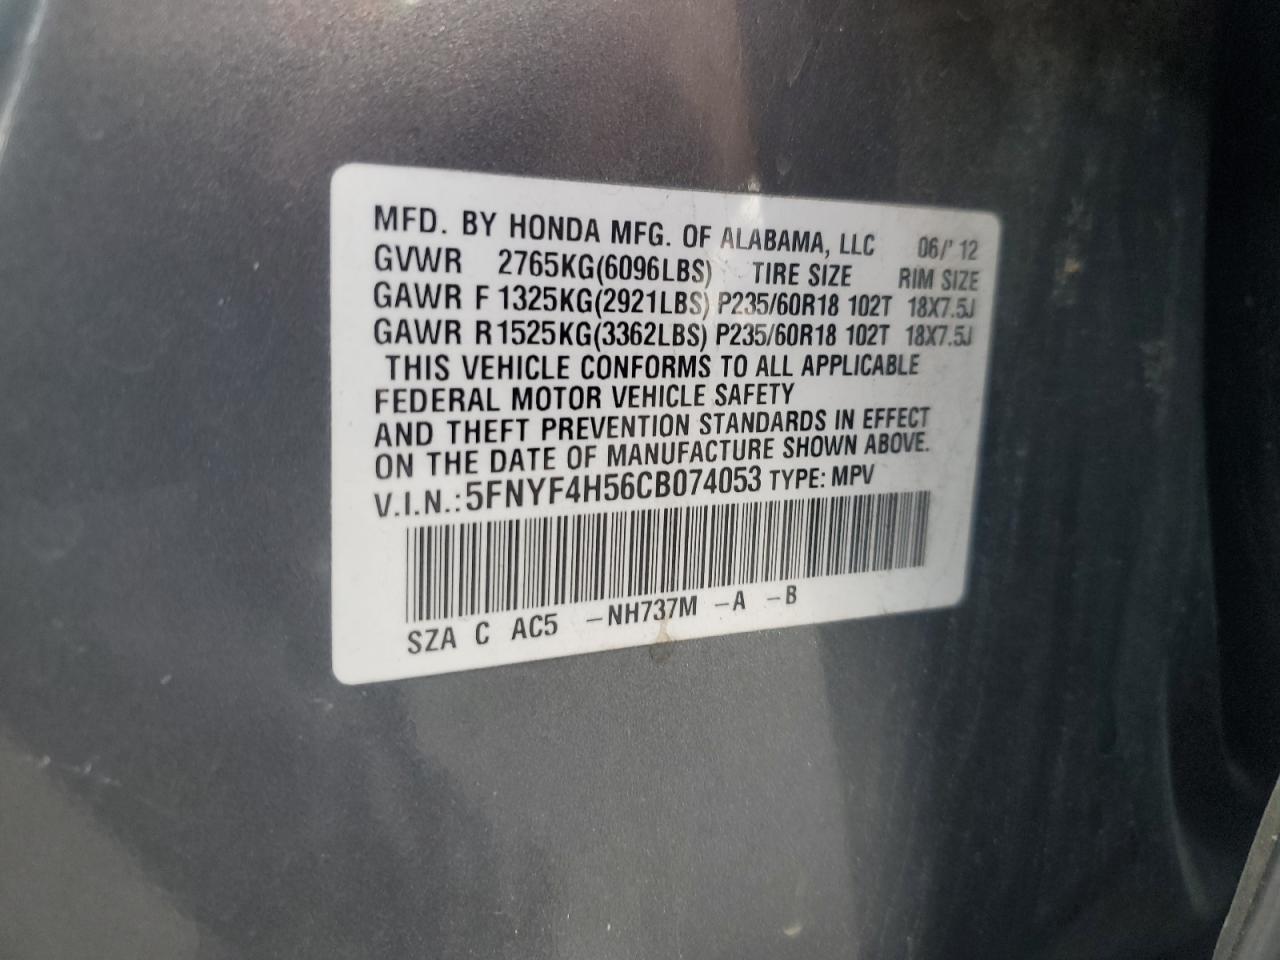 MFD. BY HONDA MFG. OF ALABAMA, LLC 06/' 12
GVWR 2765KG(6096LBS) TIRE SIZE RIM SIZE
GAWR F 1325KG(2921LBS) P235/60R18 102T 18X7.5J
GAWR R 1525KG(3362LBS) P235/60R18 102T 18X7.5J
THIS VEHICLE CONFORMS TO ALL APPLICABLE
FEDERAL MOTOR VEHICLE SAFETY
AND THEFT PREVENTION STANDARDS IN EFFECT
ON THE DATE OF MANUFACTURE SHOWN ABOVE.
V.I.N.:5FNYF4H56CB074053 TYPE: MPV
SZA C AC5 -NH737M -A -B